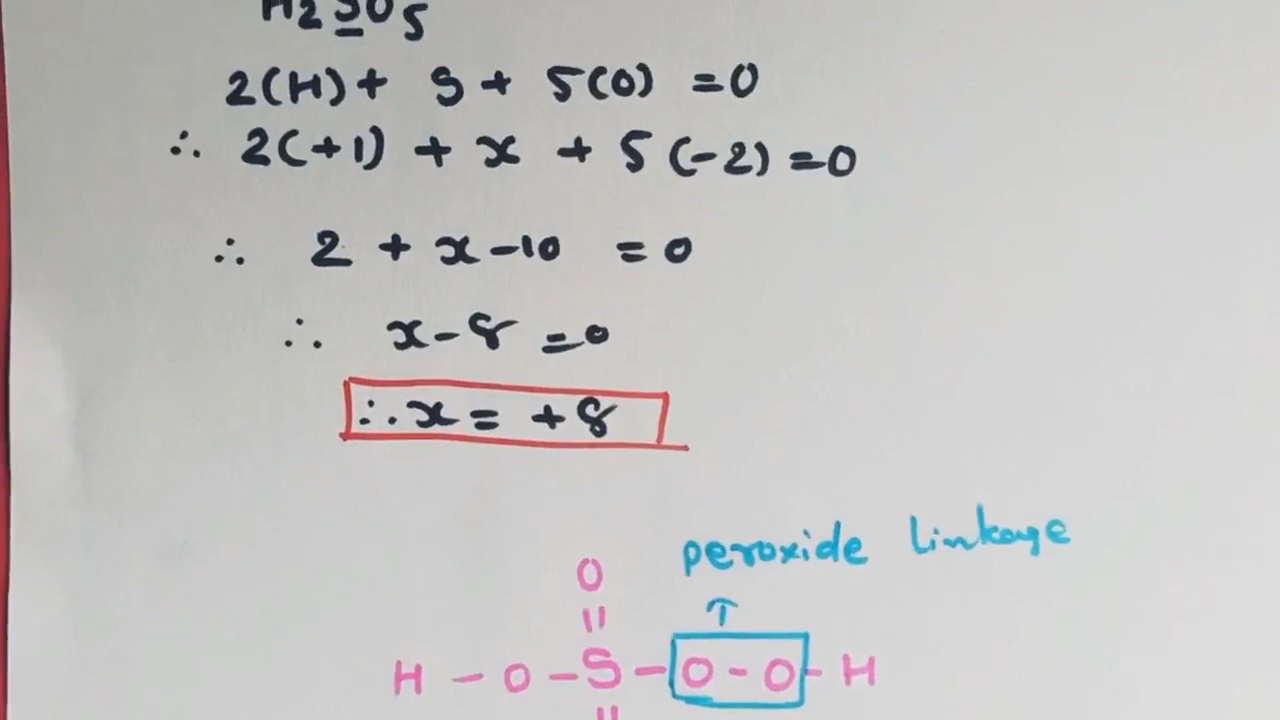 H2SO5
2(H)+ S + 5(O) =0
∴ 2(+1) + x + 5(-2)=0
∴ 2 + x-10 =0
∴ x-8 =0
∴x= +8
peroxide linkage
O
H - O - S - O - O - H